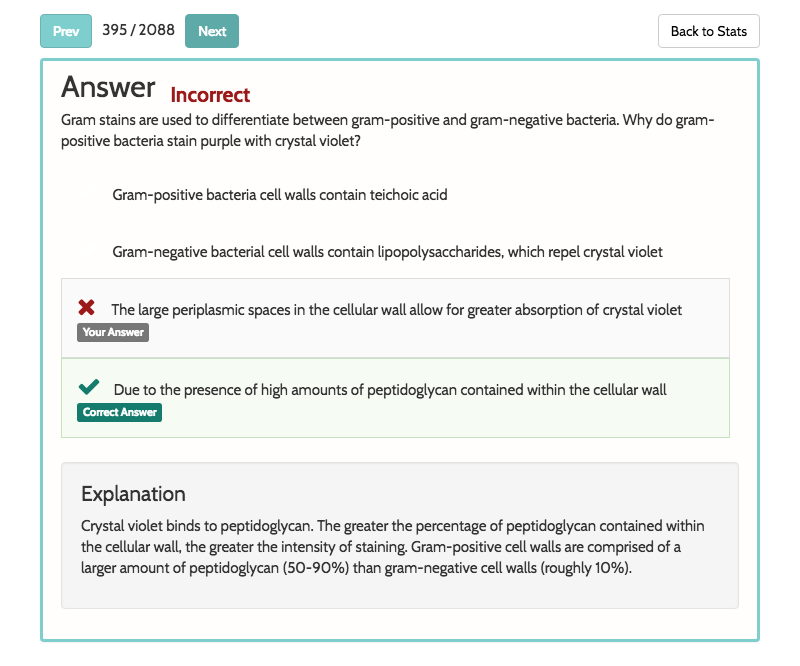 Prev 395 / 2088 Next Back to Stats
Answer Incorrect
Gram stains are used to differentiate between gram-positive and gram-negative bacteria. Why do gram-
positive bacteria stain purple with crystal violet?
Gram-positive bacteria cell walls contain teichoic acid
Gram-negative bacterial cell walls contain lipopolysaccharides, which repel crystal violet
The large periplasmic spaces in the cellular wall allow for greater absorption of crystal violet
Your Answer
Due to the presence of high amounts of peptidoglycan contained within the cellular wall
Correct Answer
Explanation
Crystal violet binds to peptidoglycan. The greater the percentage of peptidoglycan contained within
the cellular wall, the greater the intensity of staining. Gram-positive cell walls are comprised of a
larger amount of peptidoglycan (50-90%) than gram-negative cell walls (roughly 10%).